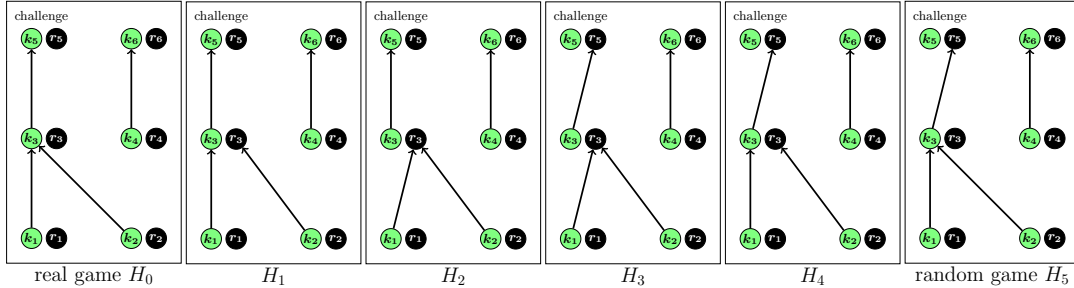 challenge
k5 r5 k6 r6
k3 r3 k4 r4
k1 r1 k2 r2
real game H0
k5 r5 k6 r6
k3 r3 k4 r4
k1 r1 k2 r2
H1
k5 r5 k6 r6
k3 r3 k4 r4
k1 r1 k2 r2
H2
challenge
k5 r5 k6 r6
k3 r3 k4 r4
k1 r1 k2 r2
H3
challenge
k5 r5 k6 r6
k3 r3 k4 r4
k1 r1 k2 r2
H4
challenge
k5 r5 k6 r6
k3 r3 k4 r4
k1 r1 k2 r2
random game H5